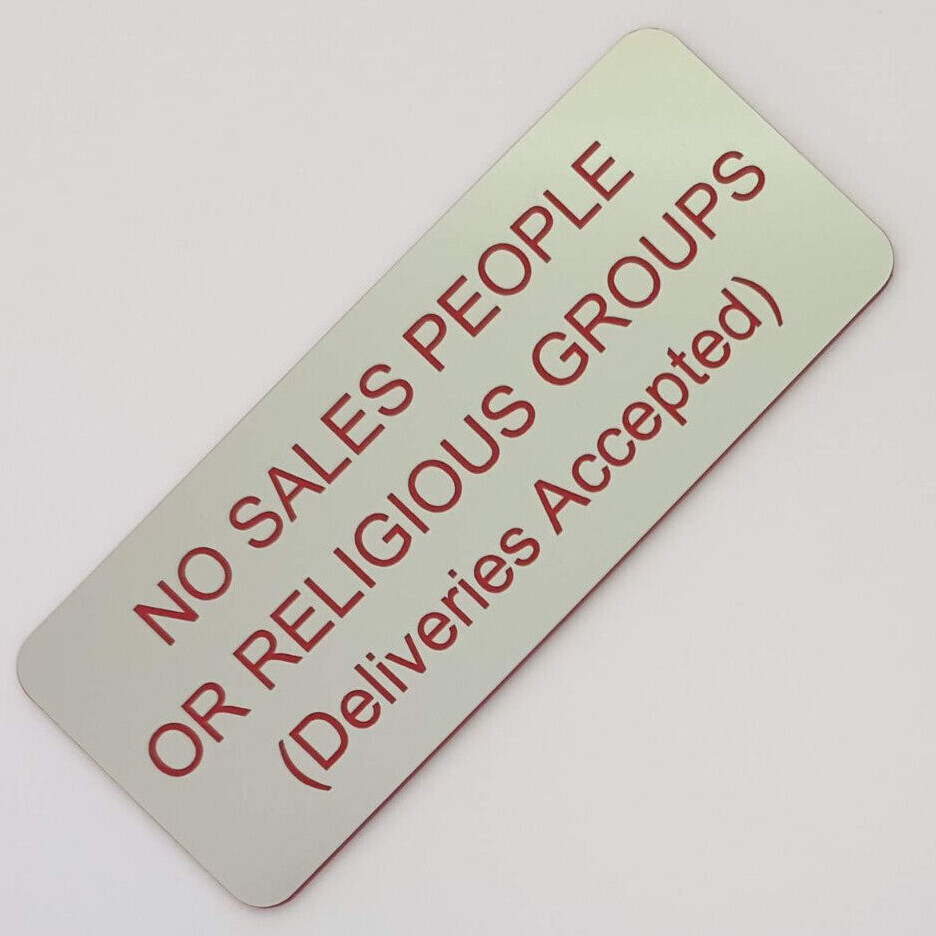 NO SALES PEOPLE
OR RELIGIOUS GROUPS
(Deliveries Accepted)